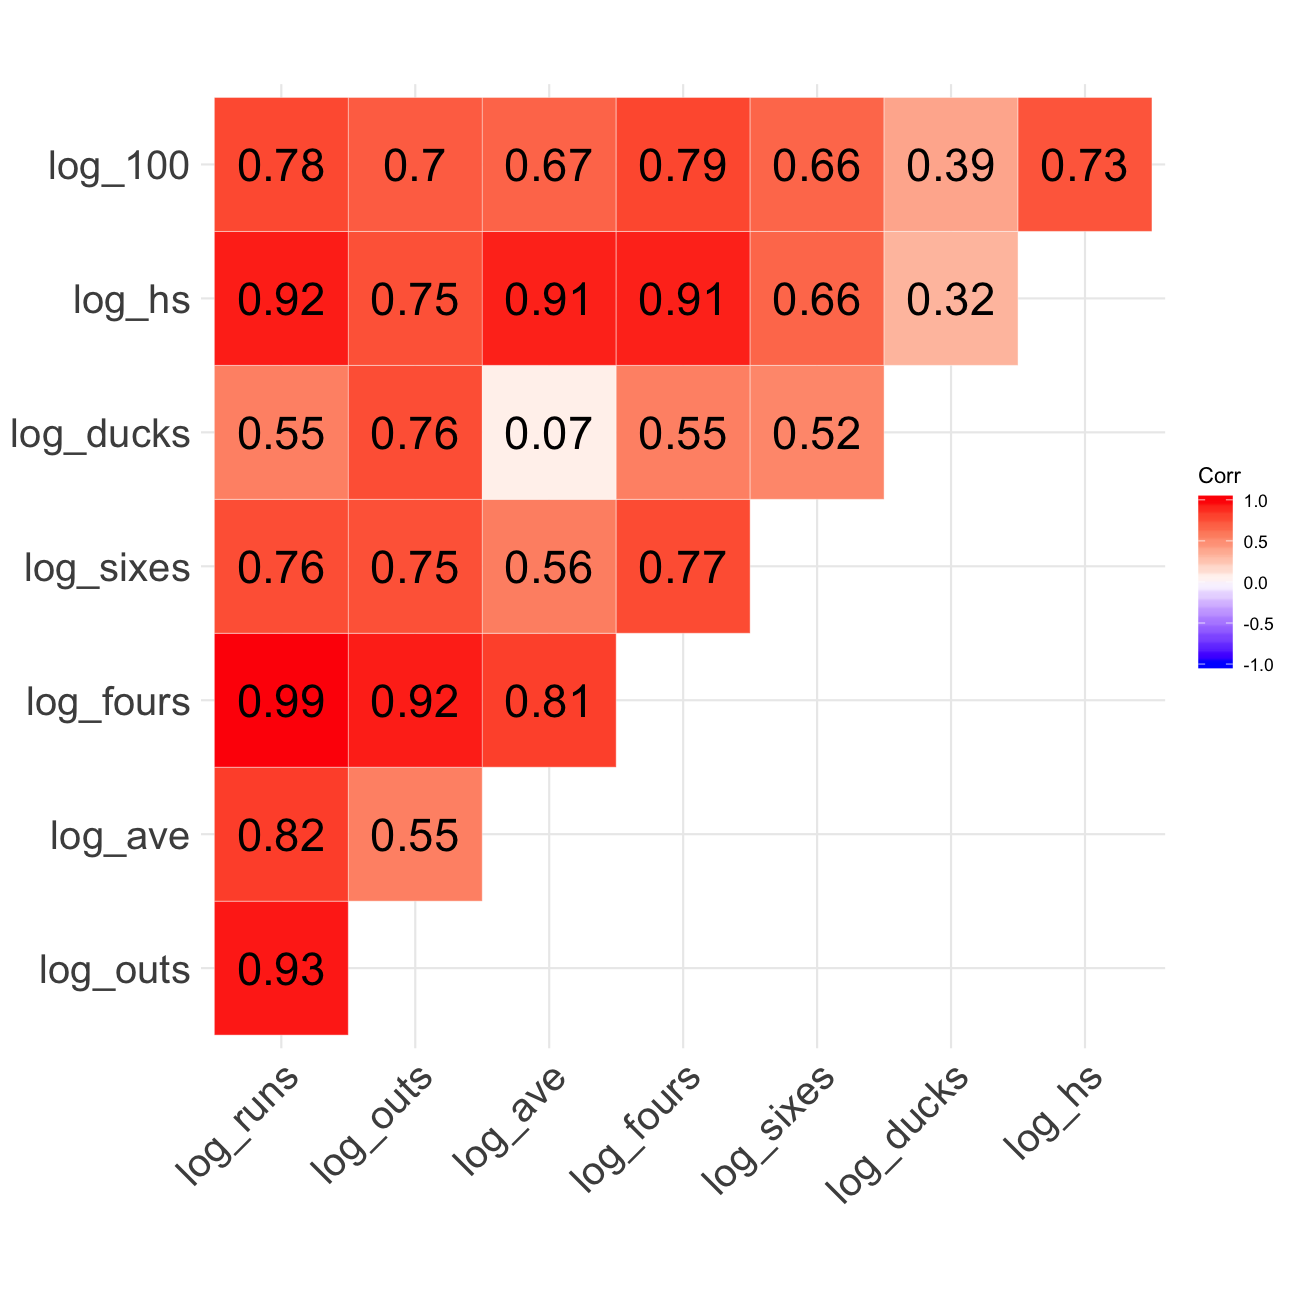 log_100 0.78 0.7 0.67 0.79 0.66 0.39 0.73
log_hs 0.92 0.75 0.91 0.91 0.66 0.32
log_ducks 0.55 0.76 0.07 0.55 0.52
log_sixes 0.76 0.75 0.56 0.77
log_fours 0.99 0.92 0.81
log_ave 0.82 0.55
log_outs 0.93
log_runs log_outs log_ave log_fours log_sixes log_ducks log_hs
Corr
1.0
0.5
0.0
-0.5
-1.0